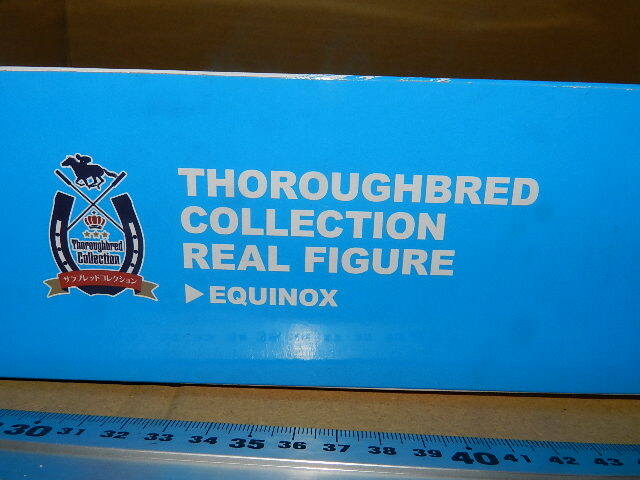 THOROUGHBRED
COLLECTION
REAL FIGURE
▶EQUINOX
Thoroughbred
Collection
サラブレッドコレクション
30 31 32 33 34 35 36 37 38 39 40 41 42 43